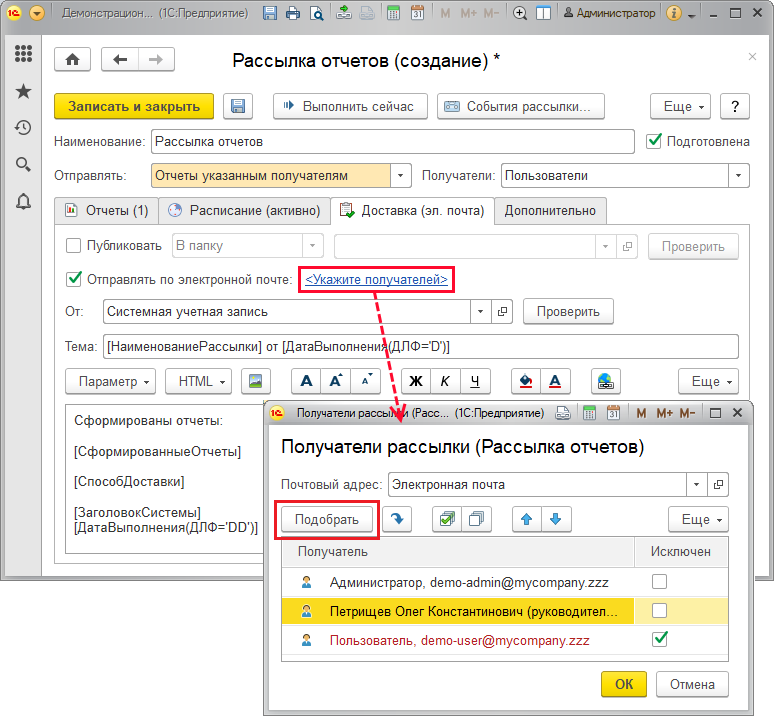 Демонстрацион... (1С:Предприятие) M M+ M- Администратор
Рассылка отчетов (создание) *
Записать и закрыть Выполнить сейчас События рассылки... Еще ?
Наименование: Рассылка отчетов Подготовлена
Отправлять: Отчеты указанным получателям Получатели: Пользователи
Отчеты (1) Расписание (активно) Доставка (эл. почта) Дополнительно
Публиковать В папку Проверить
Отправлять по электронной почте: <Укажите получателей>
От: Системная учетная запись Проверить
Тема: [НаименованиеРассылки] от [ДатаВыполнения(ДЛФ='D')]
Параметр HTML А А А Ж К Ч А Еще
Сформированы отчеты:
[СформированныеОтчеты]
[СпособДоставки]
[ЗаголовокСистемы]
[ДатаВыполнения(ДЛФ='DD')]
Получатели рассылки (Расс... (1С:Предприятие) M M+ M-
Получатели рассылки (Рассылка отчетов)
Почтовый адрес: Электронная почта
Подобрать Еще
Получатель Исключен
Администратор, demo-admin@mycompany.zzz
Петрищев Олег Константинович (руководител...
Пользователь, demo-user@mycompany.zzz
ОК Отмена